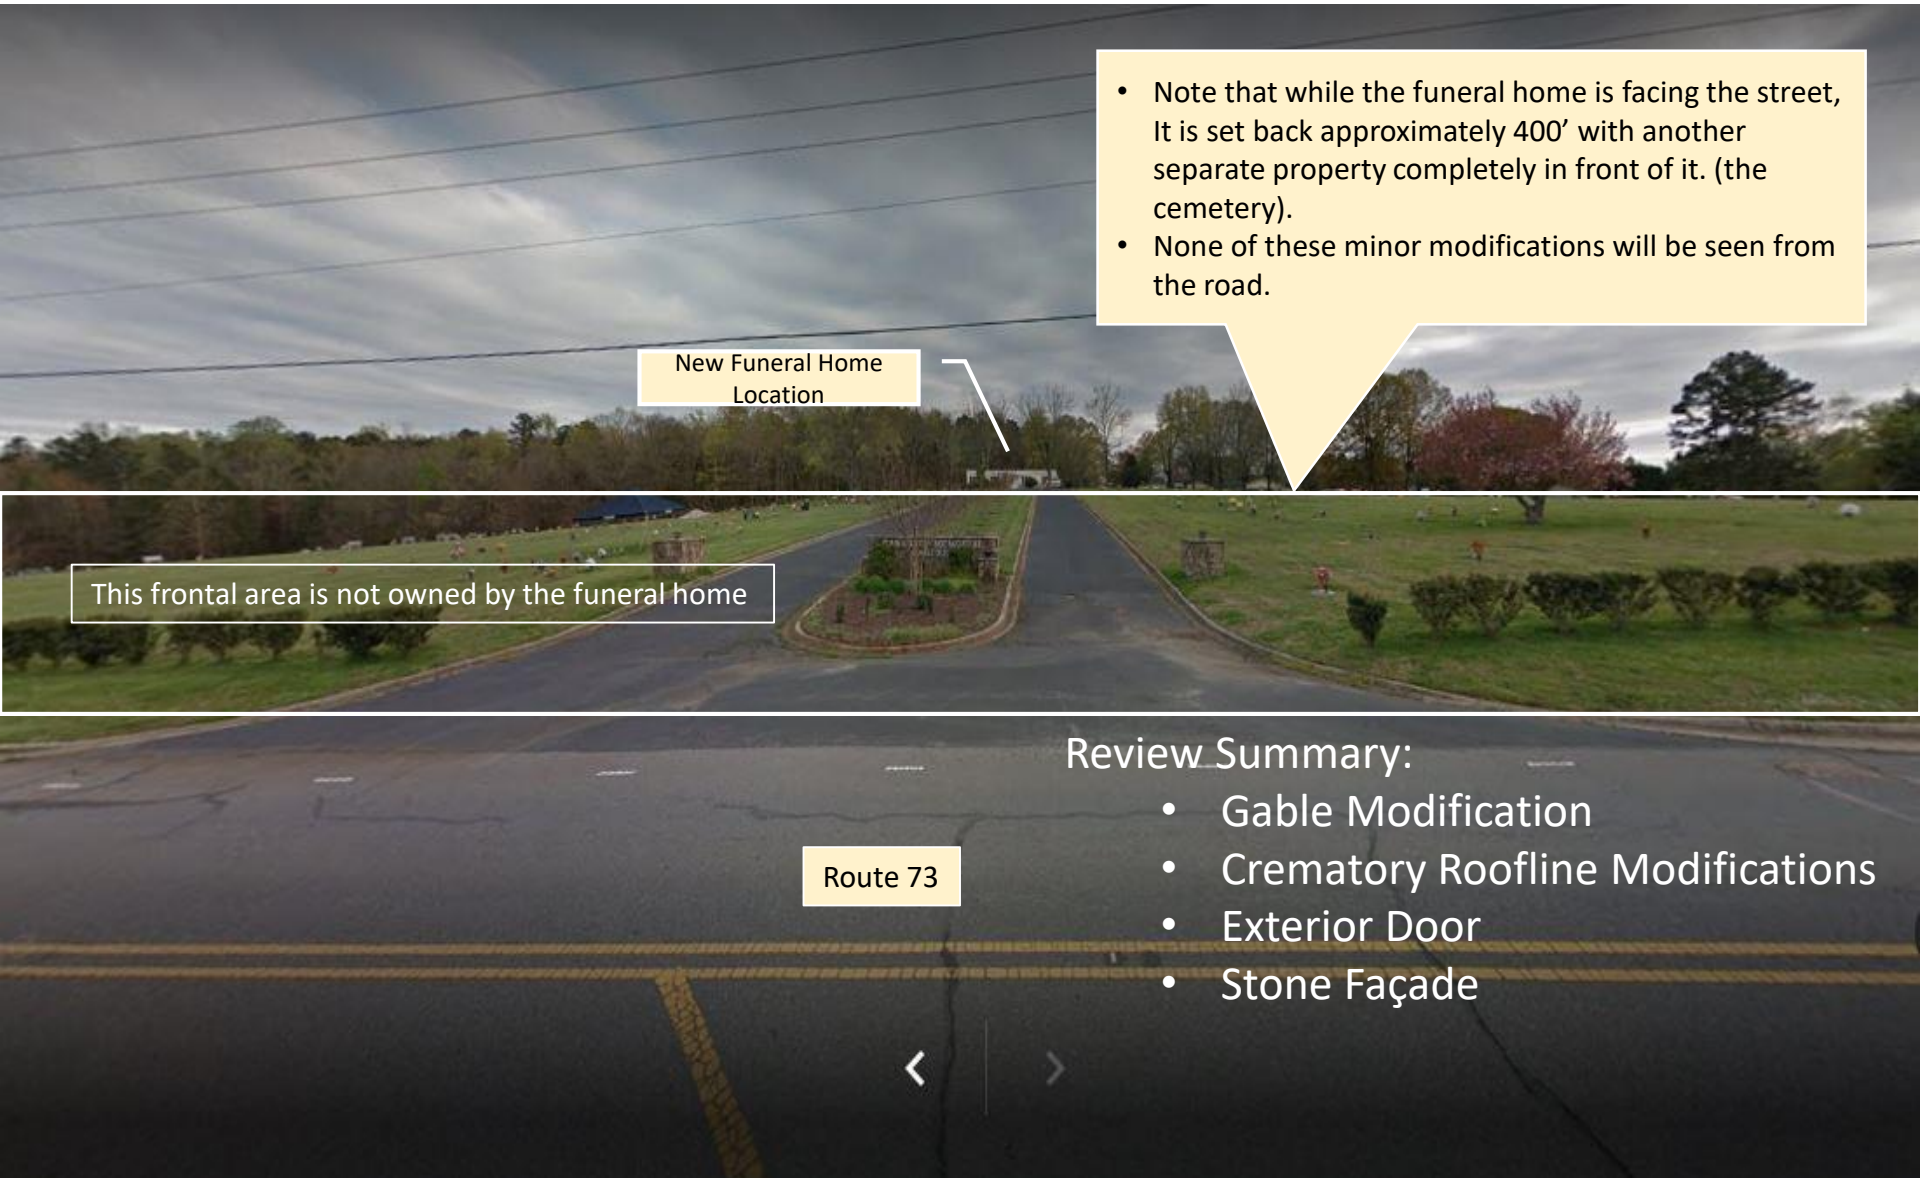 • Note that while the funeral home is facing the street,
It is set back approximately 400’ with another
separate property completely in front of it. (the
cemetery).
• None of these minor modifications will be seen from
the road.
New Funeral Home
Location
This frontal area is not owned by the funeral home
Review Summary:
• Gable Modification
• Crematory Roofline Modifications
• Exterior Door
• Stone Façade
Route 73